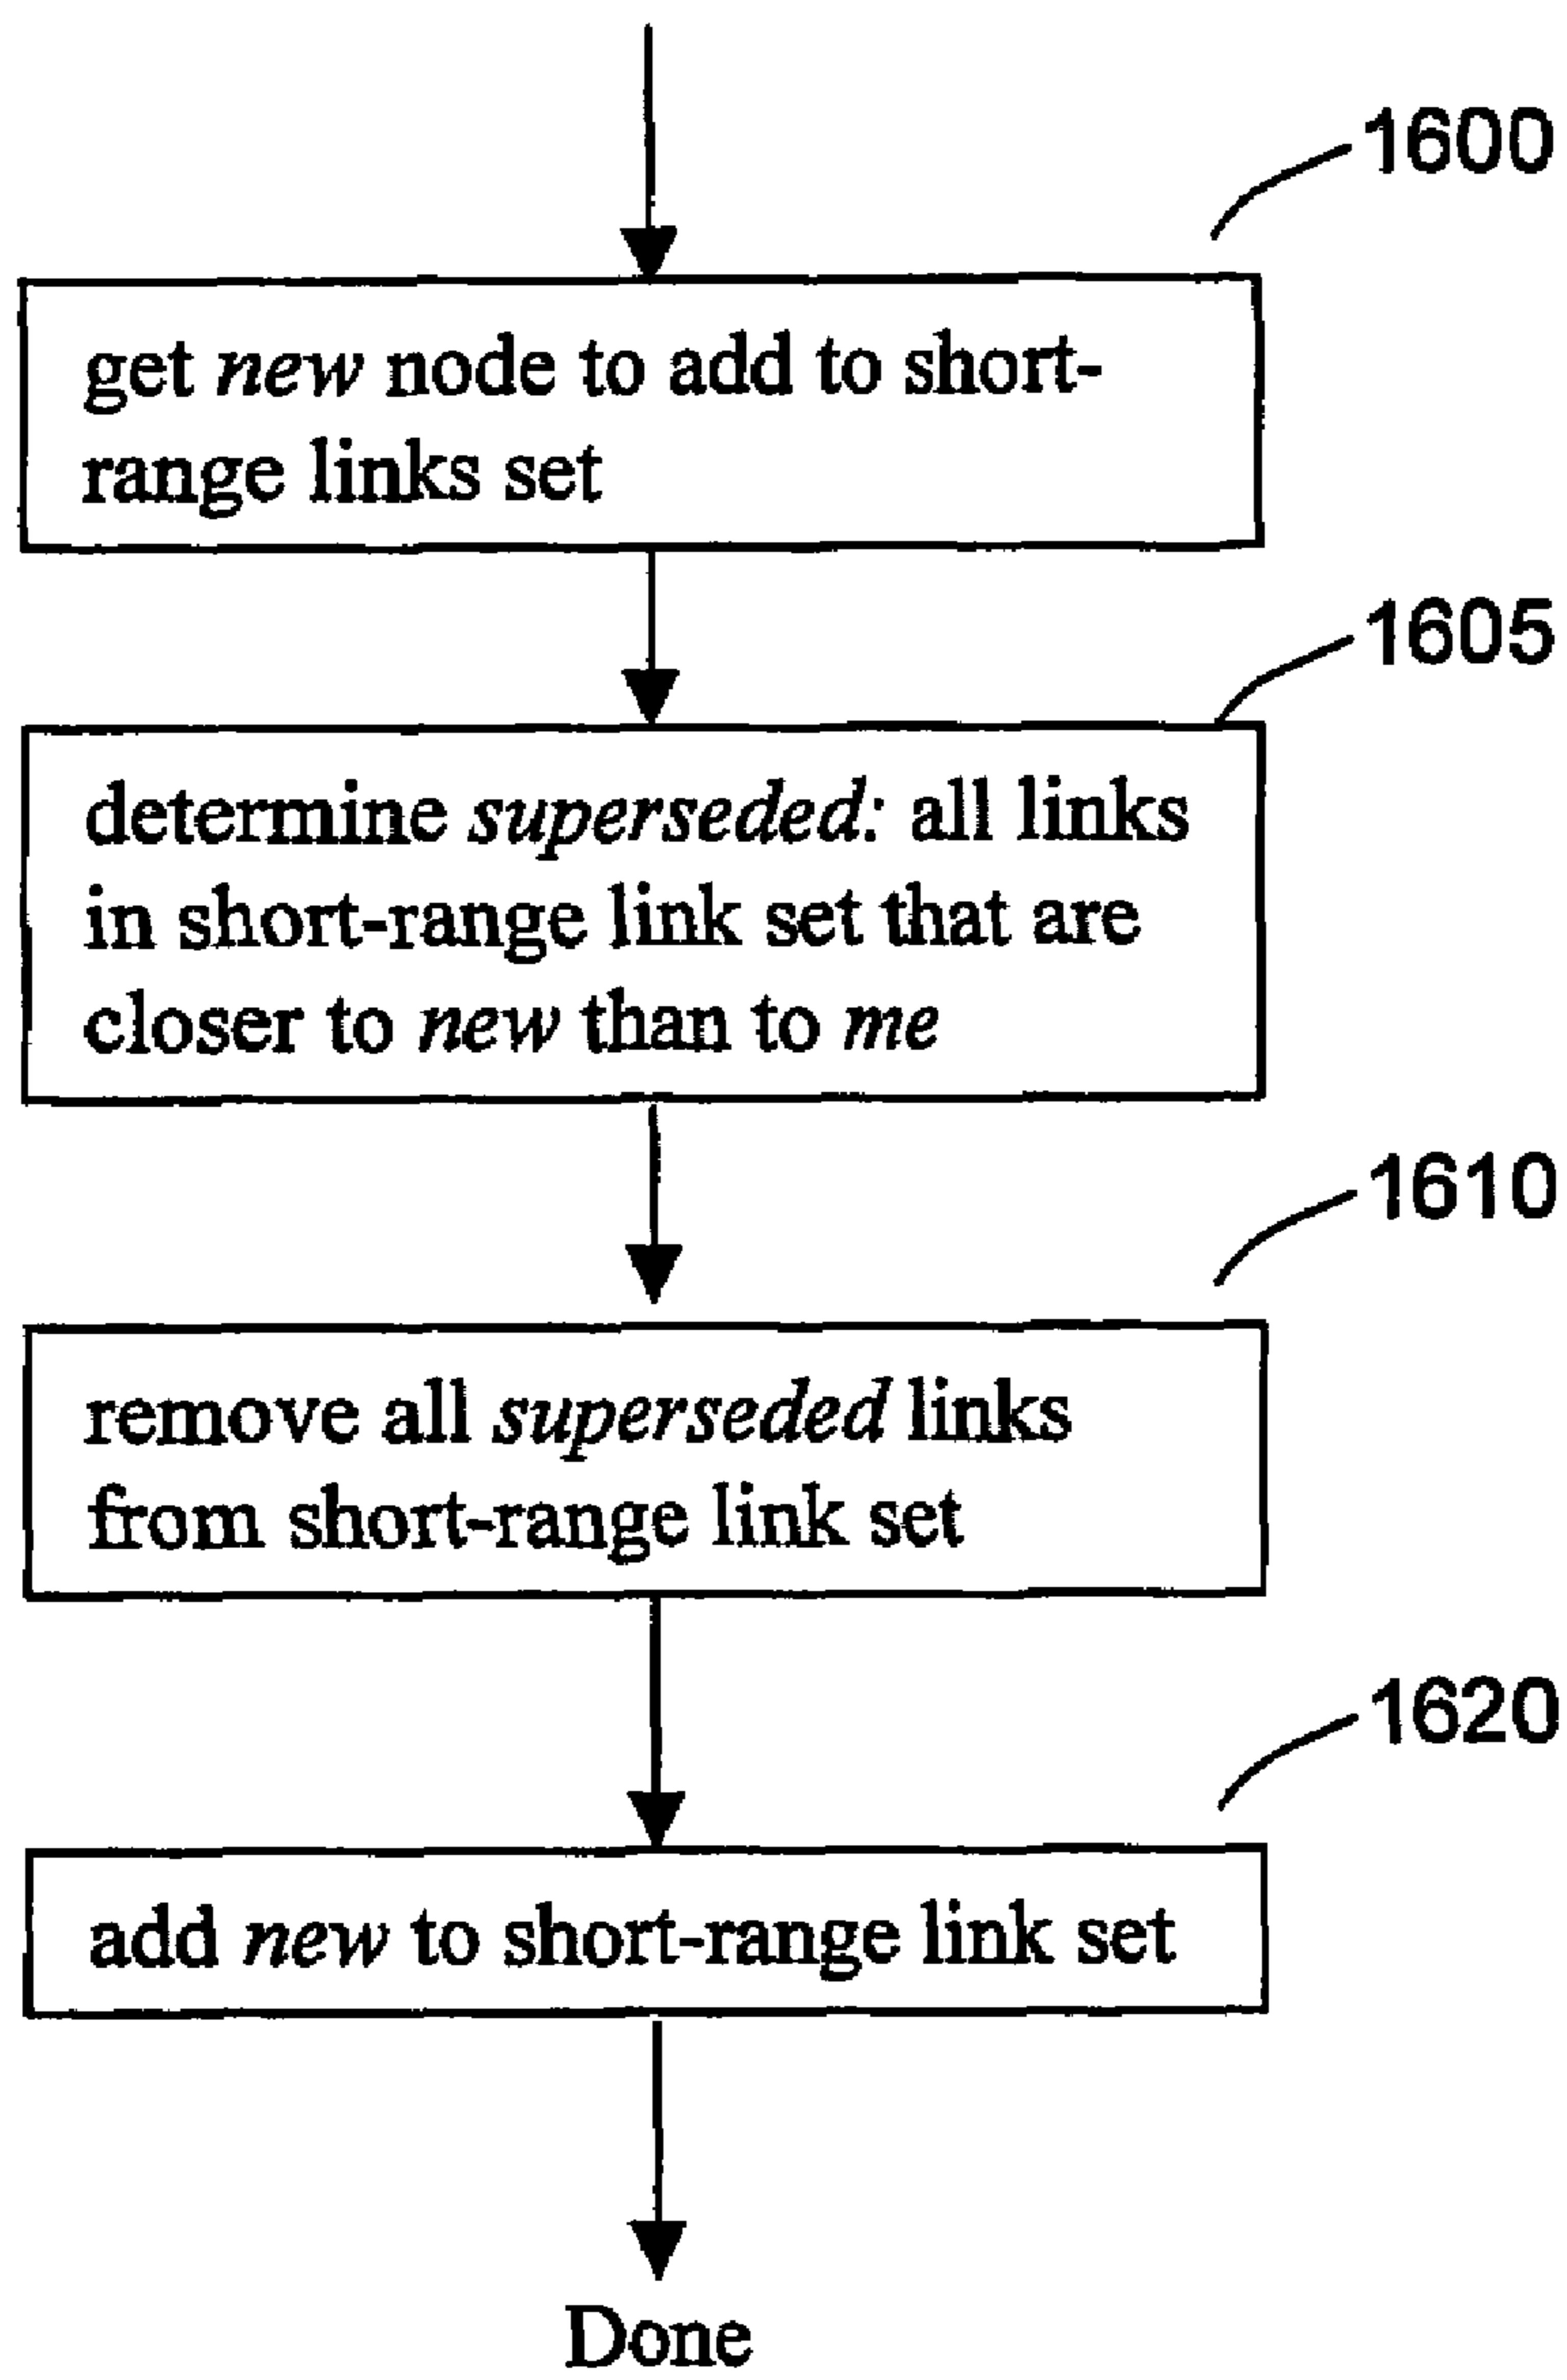 1600
get new node to add to short-
range links set
1605
determine superseded: all links
in short-range link set that are
closer to new than to me
1610
remove all superseded links
from short-range link set
1620
add new to short-range link set
Done